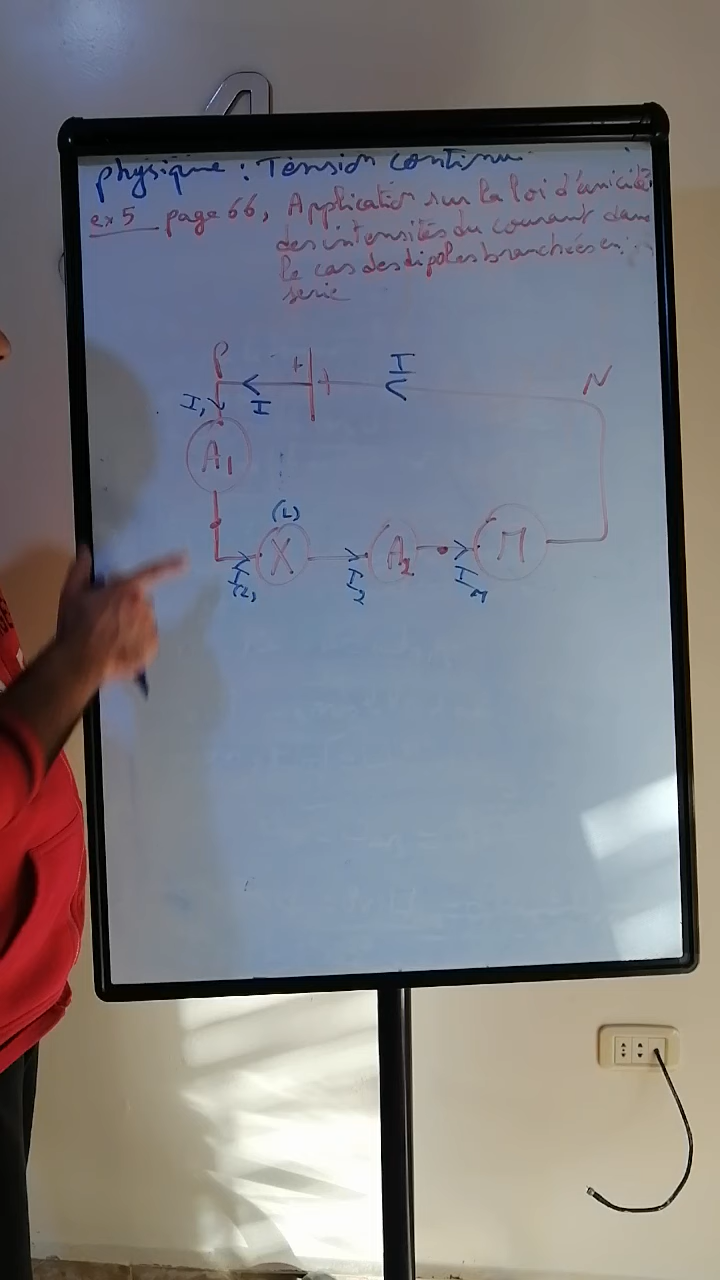 physique : Tension continu
ex 5 page 66, Application sur la loi d'unicité
des intensités du courant dans
le cas des dipoles branchées en
serie
P
+
I
N
I₁
I
A₁
(L)
X
A₂
M
I(L)
I₂
I_M